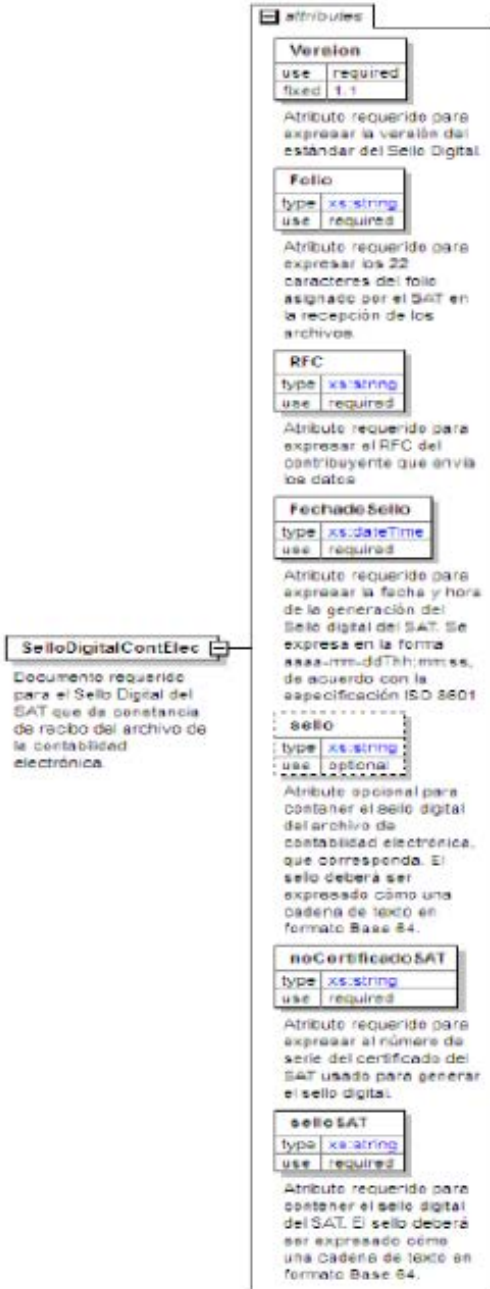 attributes
Version
use required
fixed 1.1
Atributo requerido para
expresar la versión del
estándar del Sello Digital.
Folio
type xs:string
use required
Atributo requerido para
expresar los 22
caracteres del folio
asignado por el SAT en
la recepción de los
archivos.
RFC
type xs:string
use required
Atributo requerido para
expresar el RFC del
contribuyente que envía
los datos
FechadeSello
type xs:dateTime
use required
Atributo requerido para
expresar la fecha y hora
de la generación del
Sello digital del SAT. Se
expresa en la forma
aaaa-mm-ddThh:mm:ss,
de acuerdo con la
especificación ISO 8601
SelloDigitalContElec
Documento requerido
para el Sello Digital del
SAT que da constancia
de recibo del archivo de
la contabilidad
electrónica.
sello
type xs:string
use optional
Atributo opcional para
contener el sello digital
del archivo de
contabilidad electrónica,
que corresponda. El
sello deberá ser
expresado cómo una
cadena de texto en
formato Base 64.
noCertificadoSAT
type xs:string
use required
Atributo requerido para
expresar el número de
serie del certificado del
SAT usado para generar
el sello digital.
selloSAT
type xs:string
use required
Atributo requerido para
contener el sello digital
del SAT. El sello deberá
ser expresado cómo
una cadena de texto en
formato Base 64.